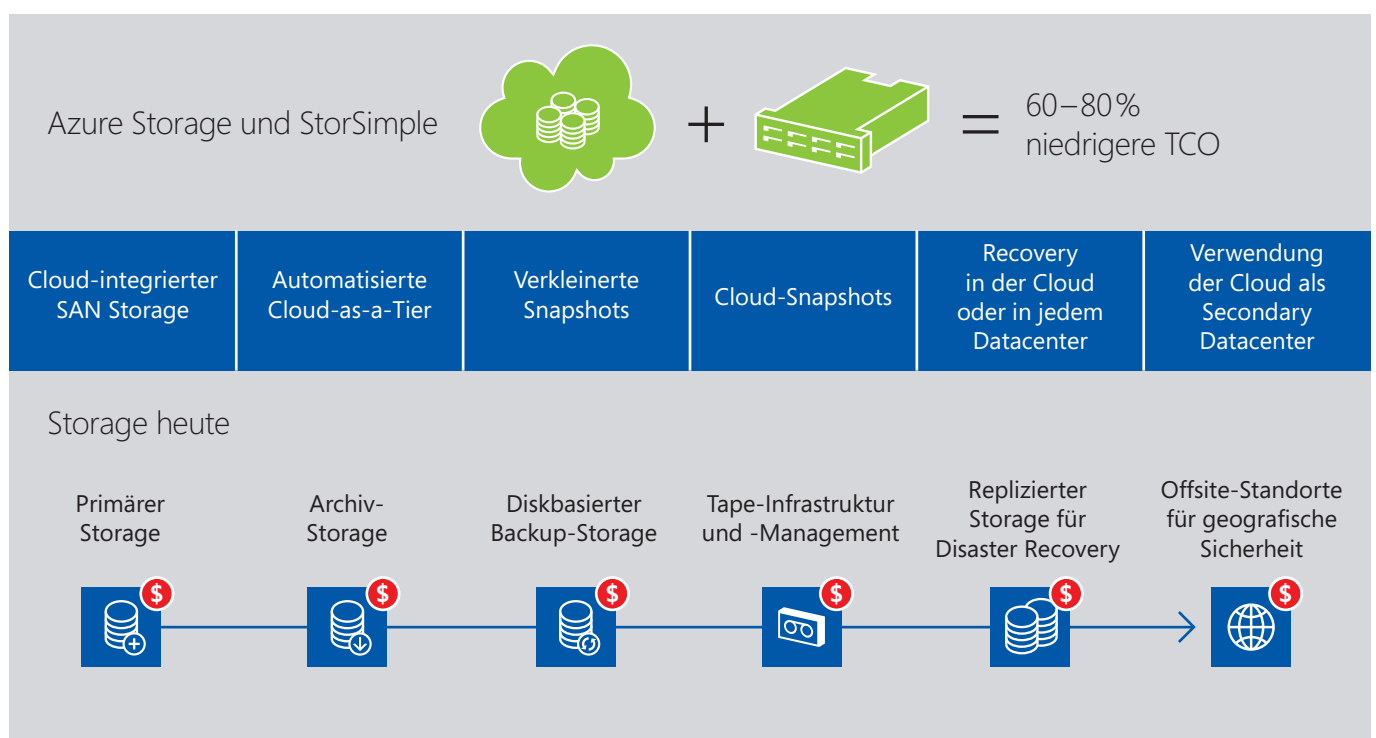 Azure Storage und StorSimple
+
=
60–80%
niedrigere TCO
Cloud-integrierter
SAN Storage
Automatisierte
Cloud-as-a-Tier
Verkleinerte
Snapshots
Cloud-Snapshots
Recovery
in der Cloud
oder in jedem
Datacenter
Verwendung
der Cloud als
Secondary
Datacenter
Storage heute
Primärer
Storage
Archiv-
Storage
Diskbasierter
Backup-Storage
Tape-Infrastruktur
und -Management
Replizierter
Storage für
Disaster Recovery
Offsite-Standorte
für geografische
Sicherheit
$
$
$
$
$
$